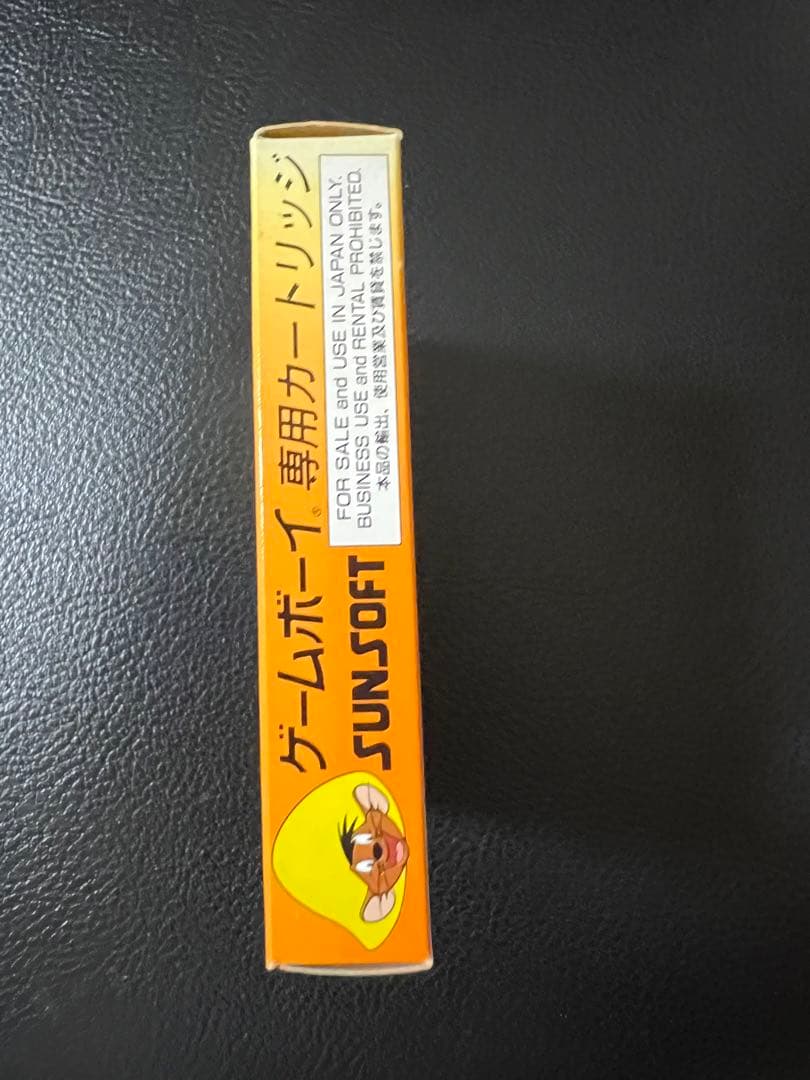 ゲームボーイ® 専用カートリッジ
SUNSOFT
FOR SALE and USE IN JAPAN ONLY.
BUSINESS USE and RENTAL PROHIBITED.
本品の輸出、使用営業及び賃貸を禁じます。